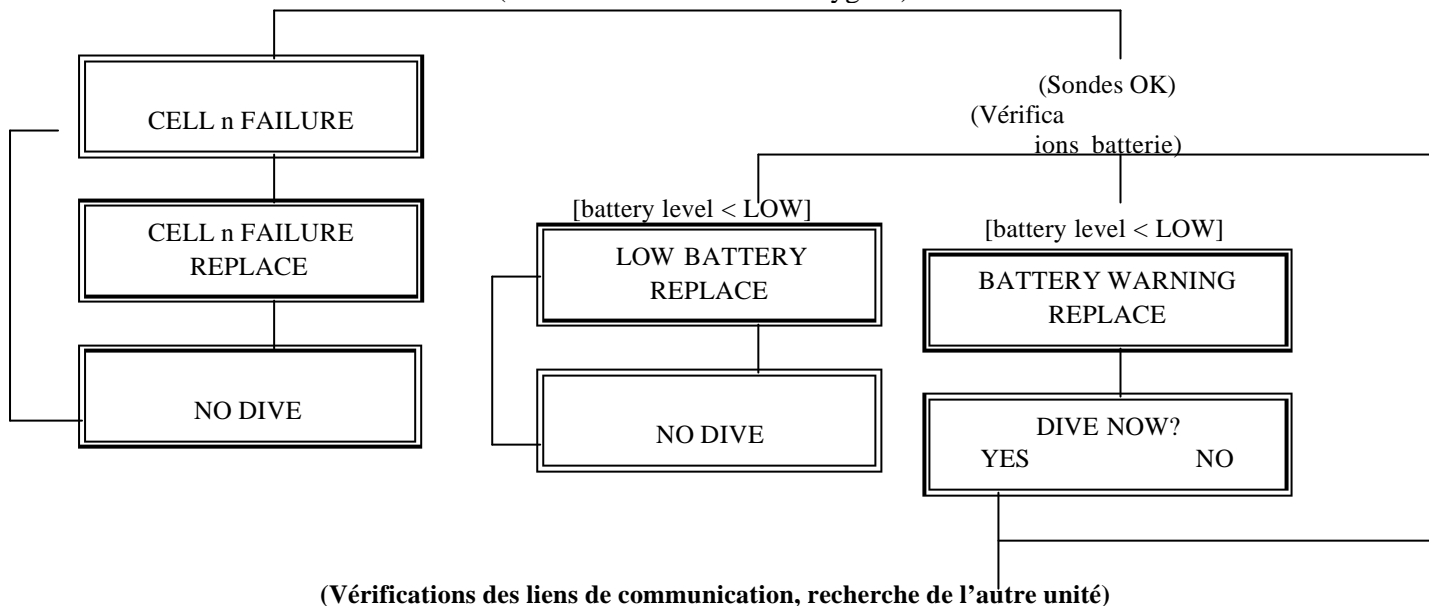 CELL n FAILURE
CELL n FAILURE
REPLACE
NO DIVE
(Sondes OK)
(Vérifica
ions batterie)
[battery level < LOW]
LOW BATTERY
REPLACE
NO DIVE
[battery level < LOW]
BATTERY WARNING
REPLACE
DIVE NOW?
YES NO
(Vérifications des liens de communication, recherche de l’autre unité)